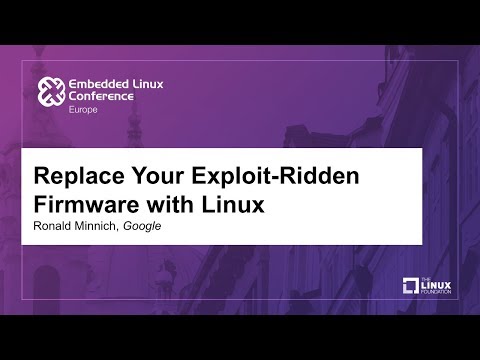 Embedded Linux
Conference
Europe
Replace Your Exploit-Ridden
Firmware with Linux
Ronald Minnich, Google
THE
LINUX
FOUNDATION